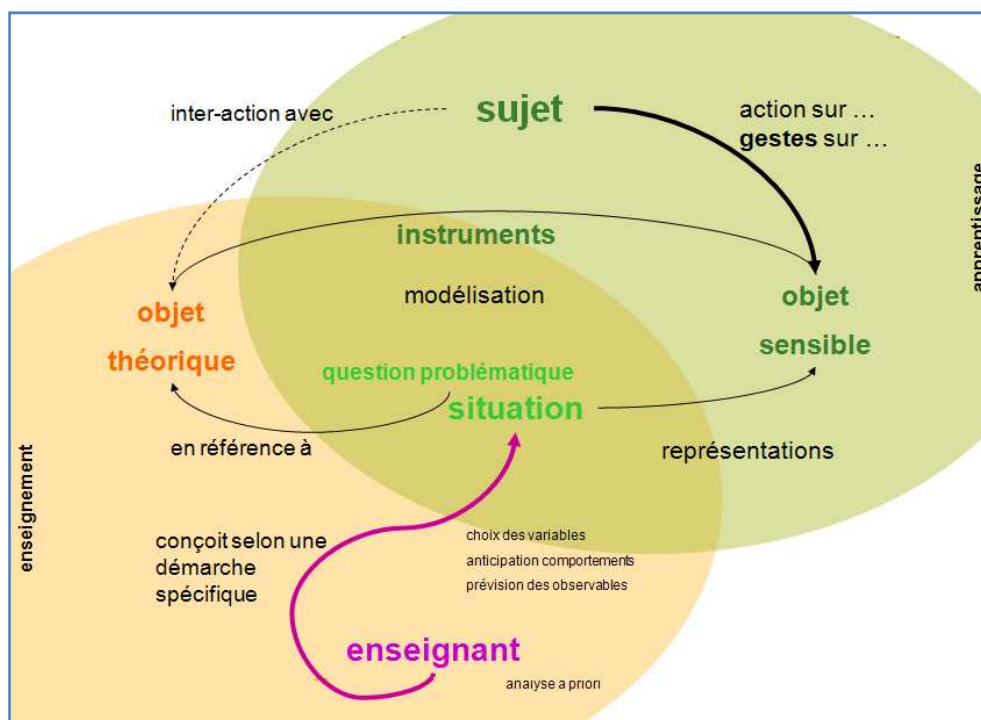 sujet
inter-action avec
action sur …
gestes sur …
apprentissage
instruments
modélisation
objet
théorique
objet
sensible
question problématique
situation
en référence à
représentations
enseignement
conçoit selon une
démarche
spécifique
choix des variables
anticipation comportements
prévision des observables
enseignant
analyse a priori